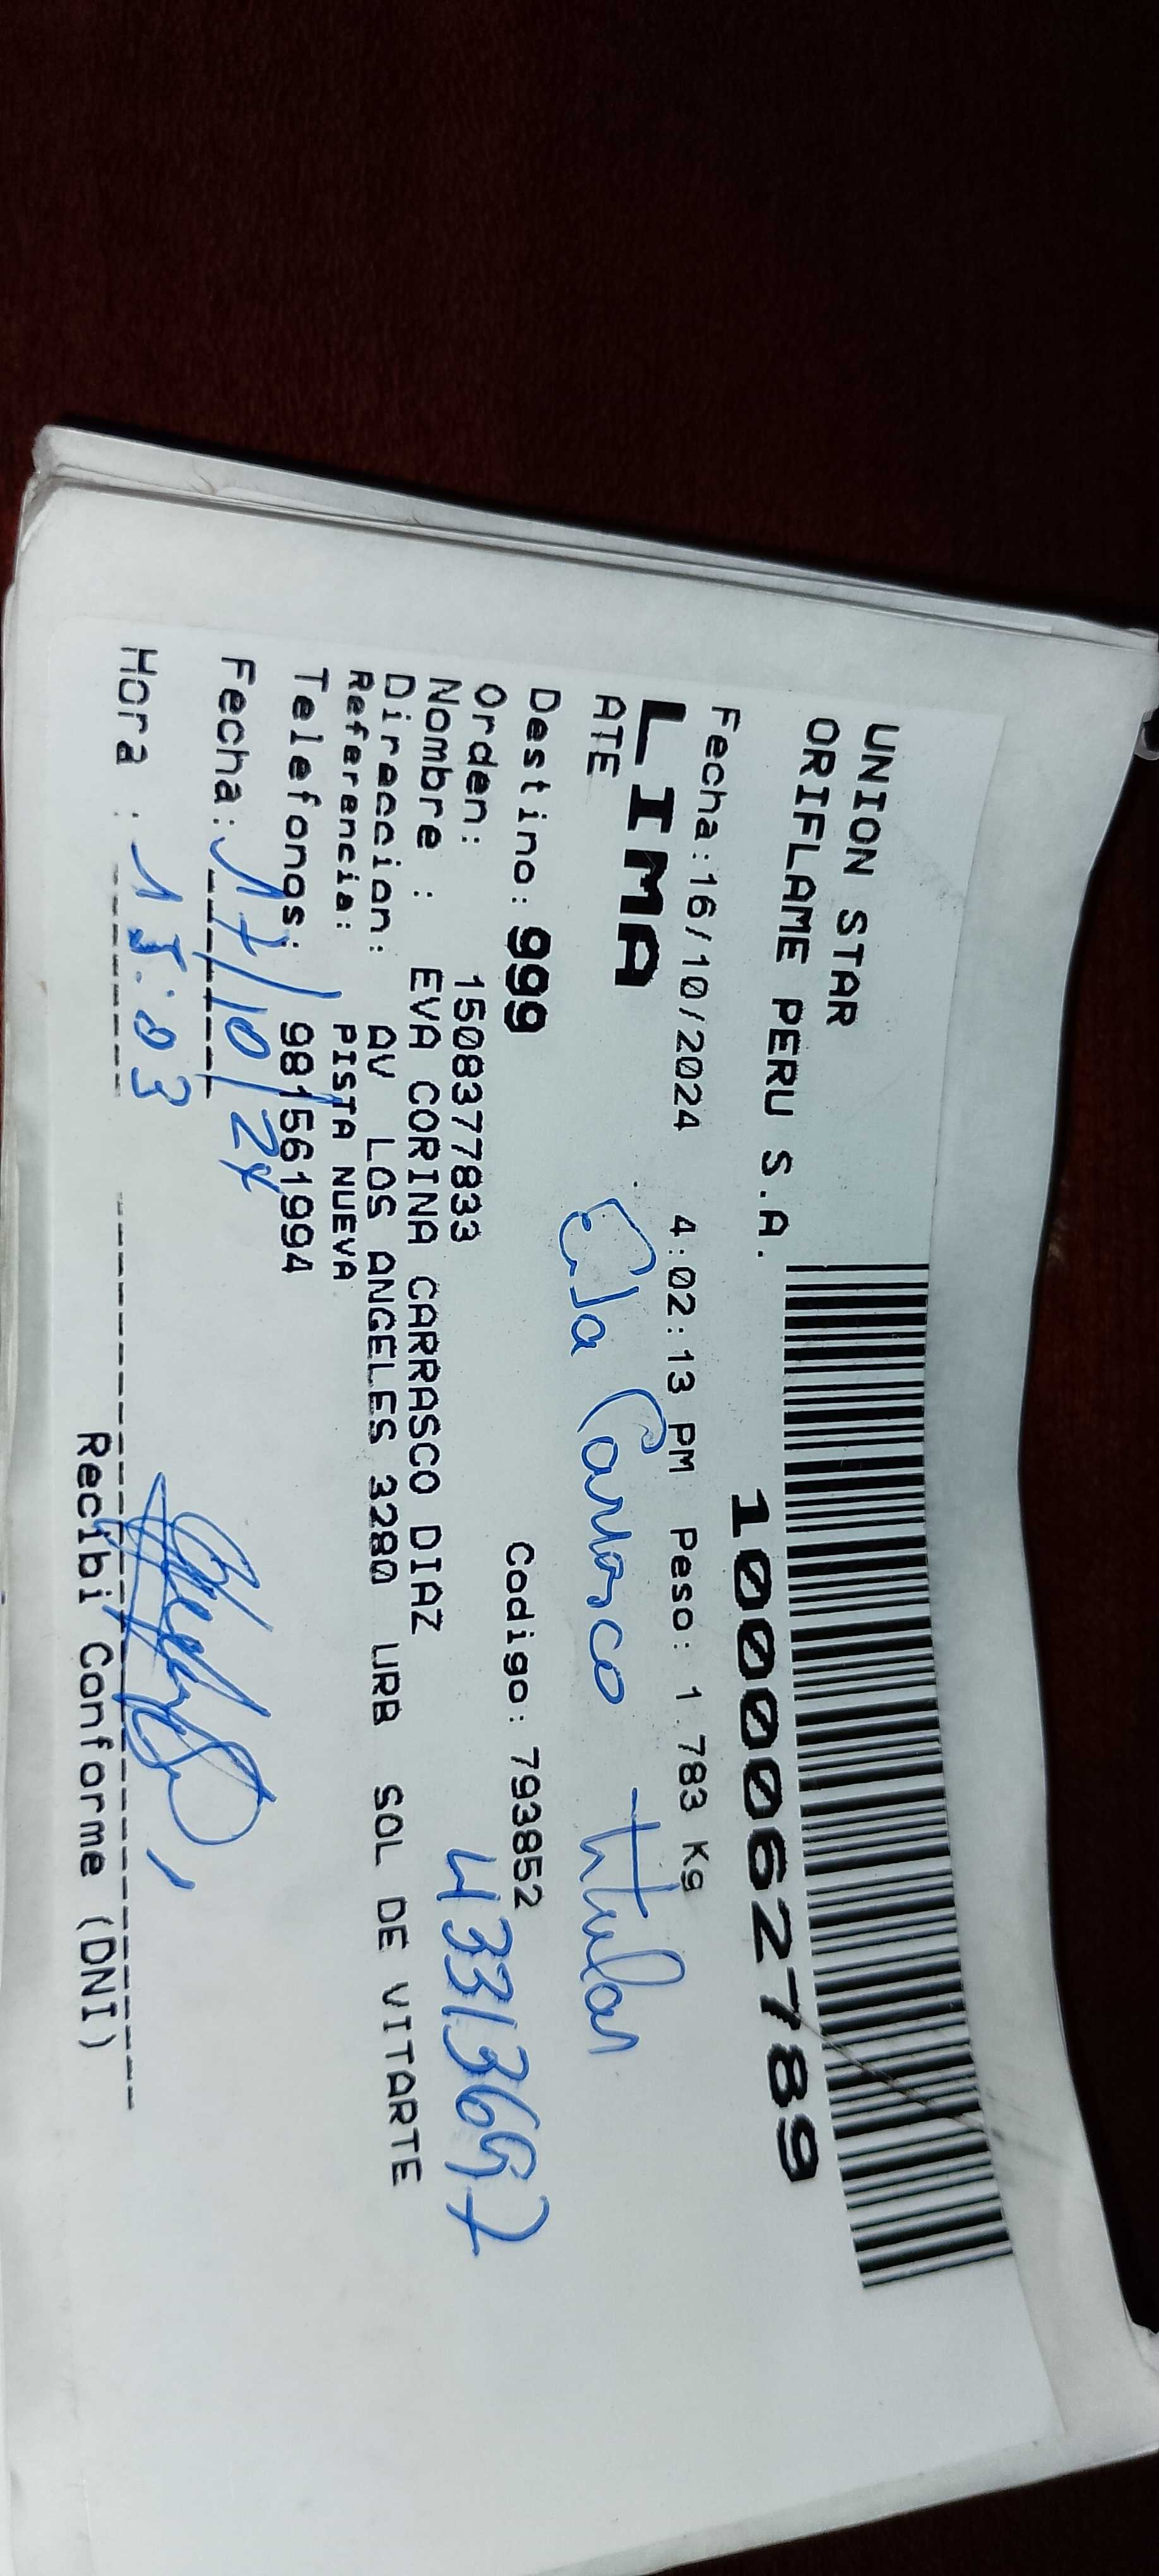 UNION STAR
ORIFLAME PERU S.A.
1000062789
Fecha:16/10/2024 4:02:13 PM Peso: 1.783 Kg
LIMA
ATE
Eva Carrasco titular
Destino: 999 Codigo: 793852
Orden: 1508377833
43313697
Nombre : EVA CORINA CARRASCO DIAZ
Direccion: AV LOS ANGELES 3280 URB SOL DE VITARTE
Referencia: PISTA NUEVA
Telefonos: 981561994
Fecha: 17/10/24
Hora : 15:03
Recibi Conforme (DNI)